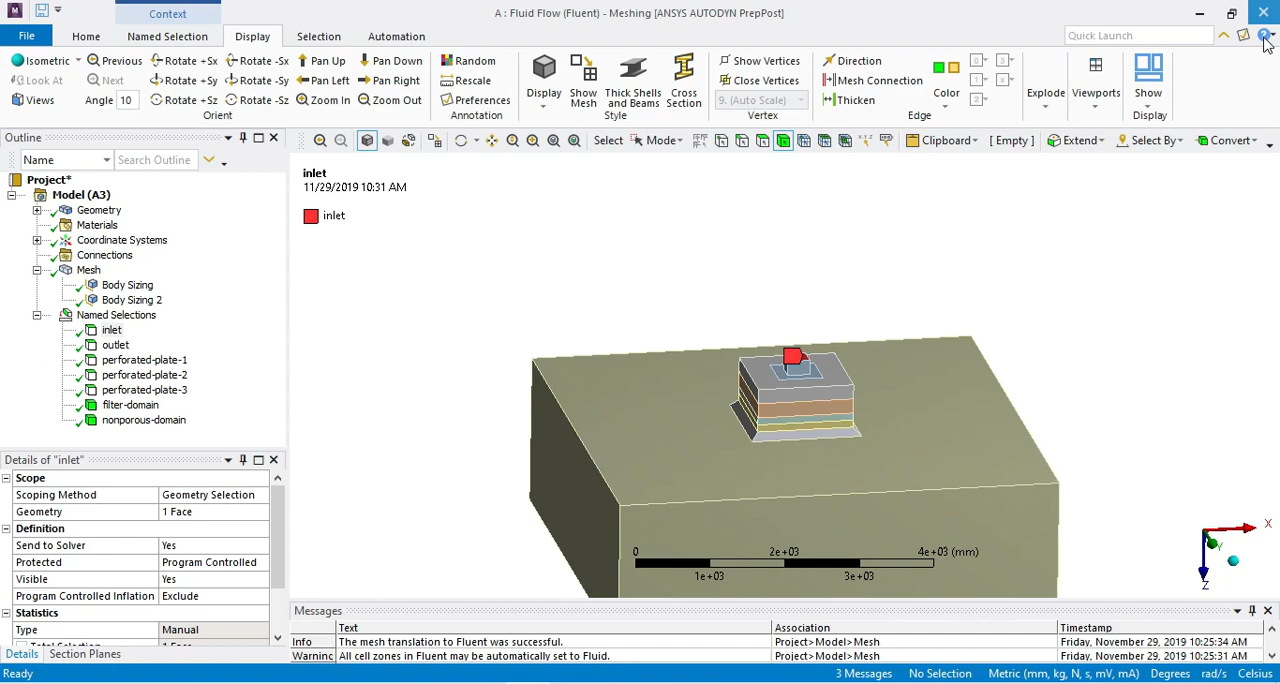 Context
A : Fluid Flow (Fluent) - Meshing [ANSYS AUTODYN PrepPost]
File Home Named Selection Display Selection Automation Quick Launch
Isometric Previous Rotate +Sx Rotate -Sx Pan Up Pan Down
Look At Next Rotate +Sy Rotate -Sy Pan Left Pan Right
Views Angle 10 Rotate +Sz Rotate -Sz Zoom In Zoom Out
Orient
Random
Rescale
Preferences
Annotation
Display Show Mesh Thick Shells and Beams Cross Section
Style
Show Vertices
Close Vertices
9. (Auto Scale)
Vertex
Direction
Mesh Connection
Thicken
Color
Edge
Explode Viewports Show
Display
Outline
Name Search Outline
Select Mode Clipboard [ Empty ] Extend Select By Convert
Project*
Model (A3)
Geometry
Materials
Coordinate Systems
Connections
Mesh
Body Sizing
Body Sizing 2
Named Selections
inlet
outlet
perforated-plate-1
perforated-plate-2
perforated-plate-3
filter-domain
nonporous-domain
inlet
11/29/2019 10:31 AM
inlet
0 2e+03 4e+03 (mm)
1e+03 3e+03
X
Y
Z
Details of "inlet"
Scope
Scoping Method Geometry Selection
Geometry 1 Face
Definition
Send to Solver Yes
Protected Program Controlled
Visible Yes
Program Controlled Inflation Exclude
Statistics
Type Manual
Details Section Planes
Messages
Text Association Timestamp
Info The mesh translation to Fluent was successful. Project>Model>Mesh Friday, November 29, 2019 10:25:34 AM
Warning All cell zones in Fluent may be automatically set to Fluid. Project>Model>Mesh Friday, November 29, 2019 10:25:31 AM
Ready 3 Messages No Selection Metric (mm, kg, N, s, mV, mA) Degrees rad/s Celsius